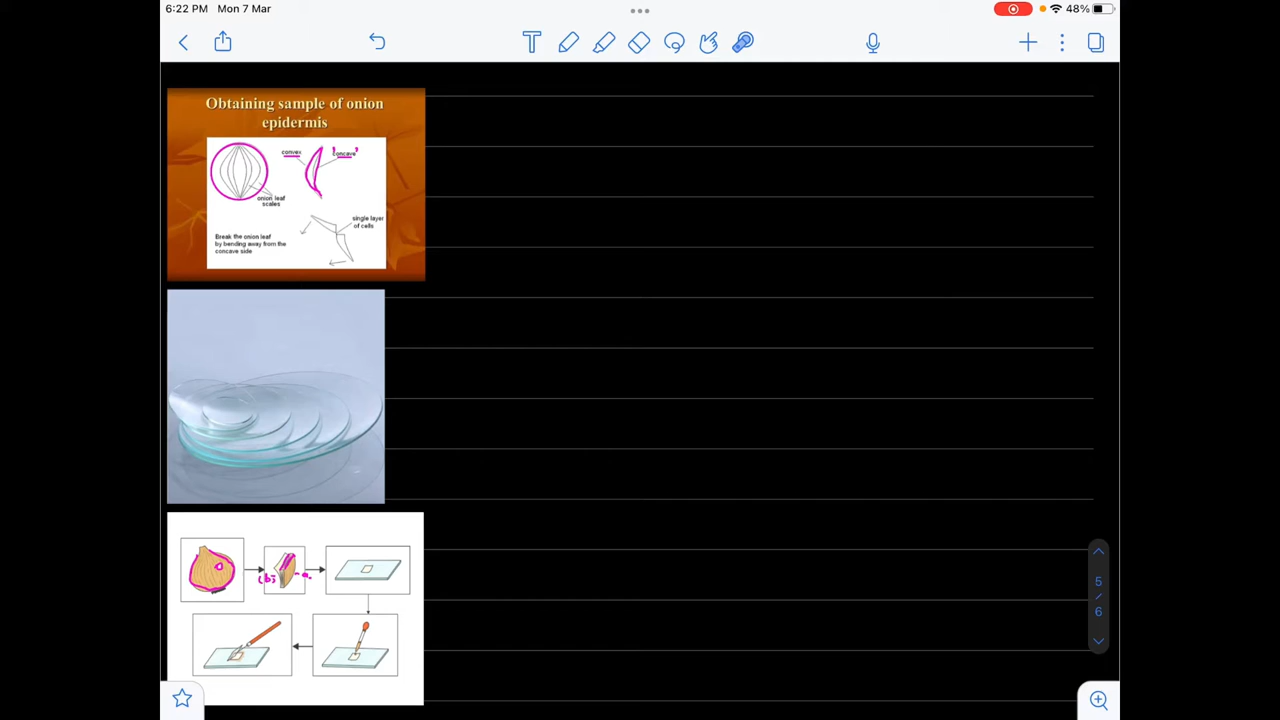 6:22 PM Mon 7 Mar
48%
T
Obtaining sample of onion
epidermis
convex
'concave'
onion leaf
scales
single layer
of cells
Break the onion leaf
by bending away from the
concave side
5
/
6
(b)
a.